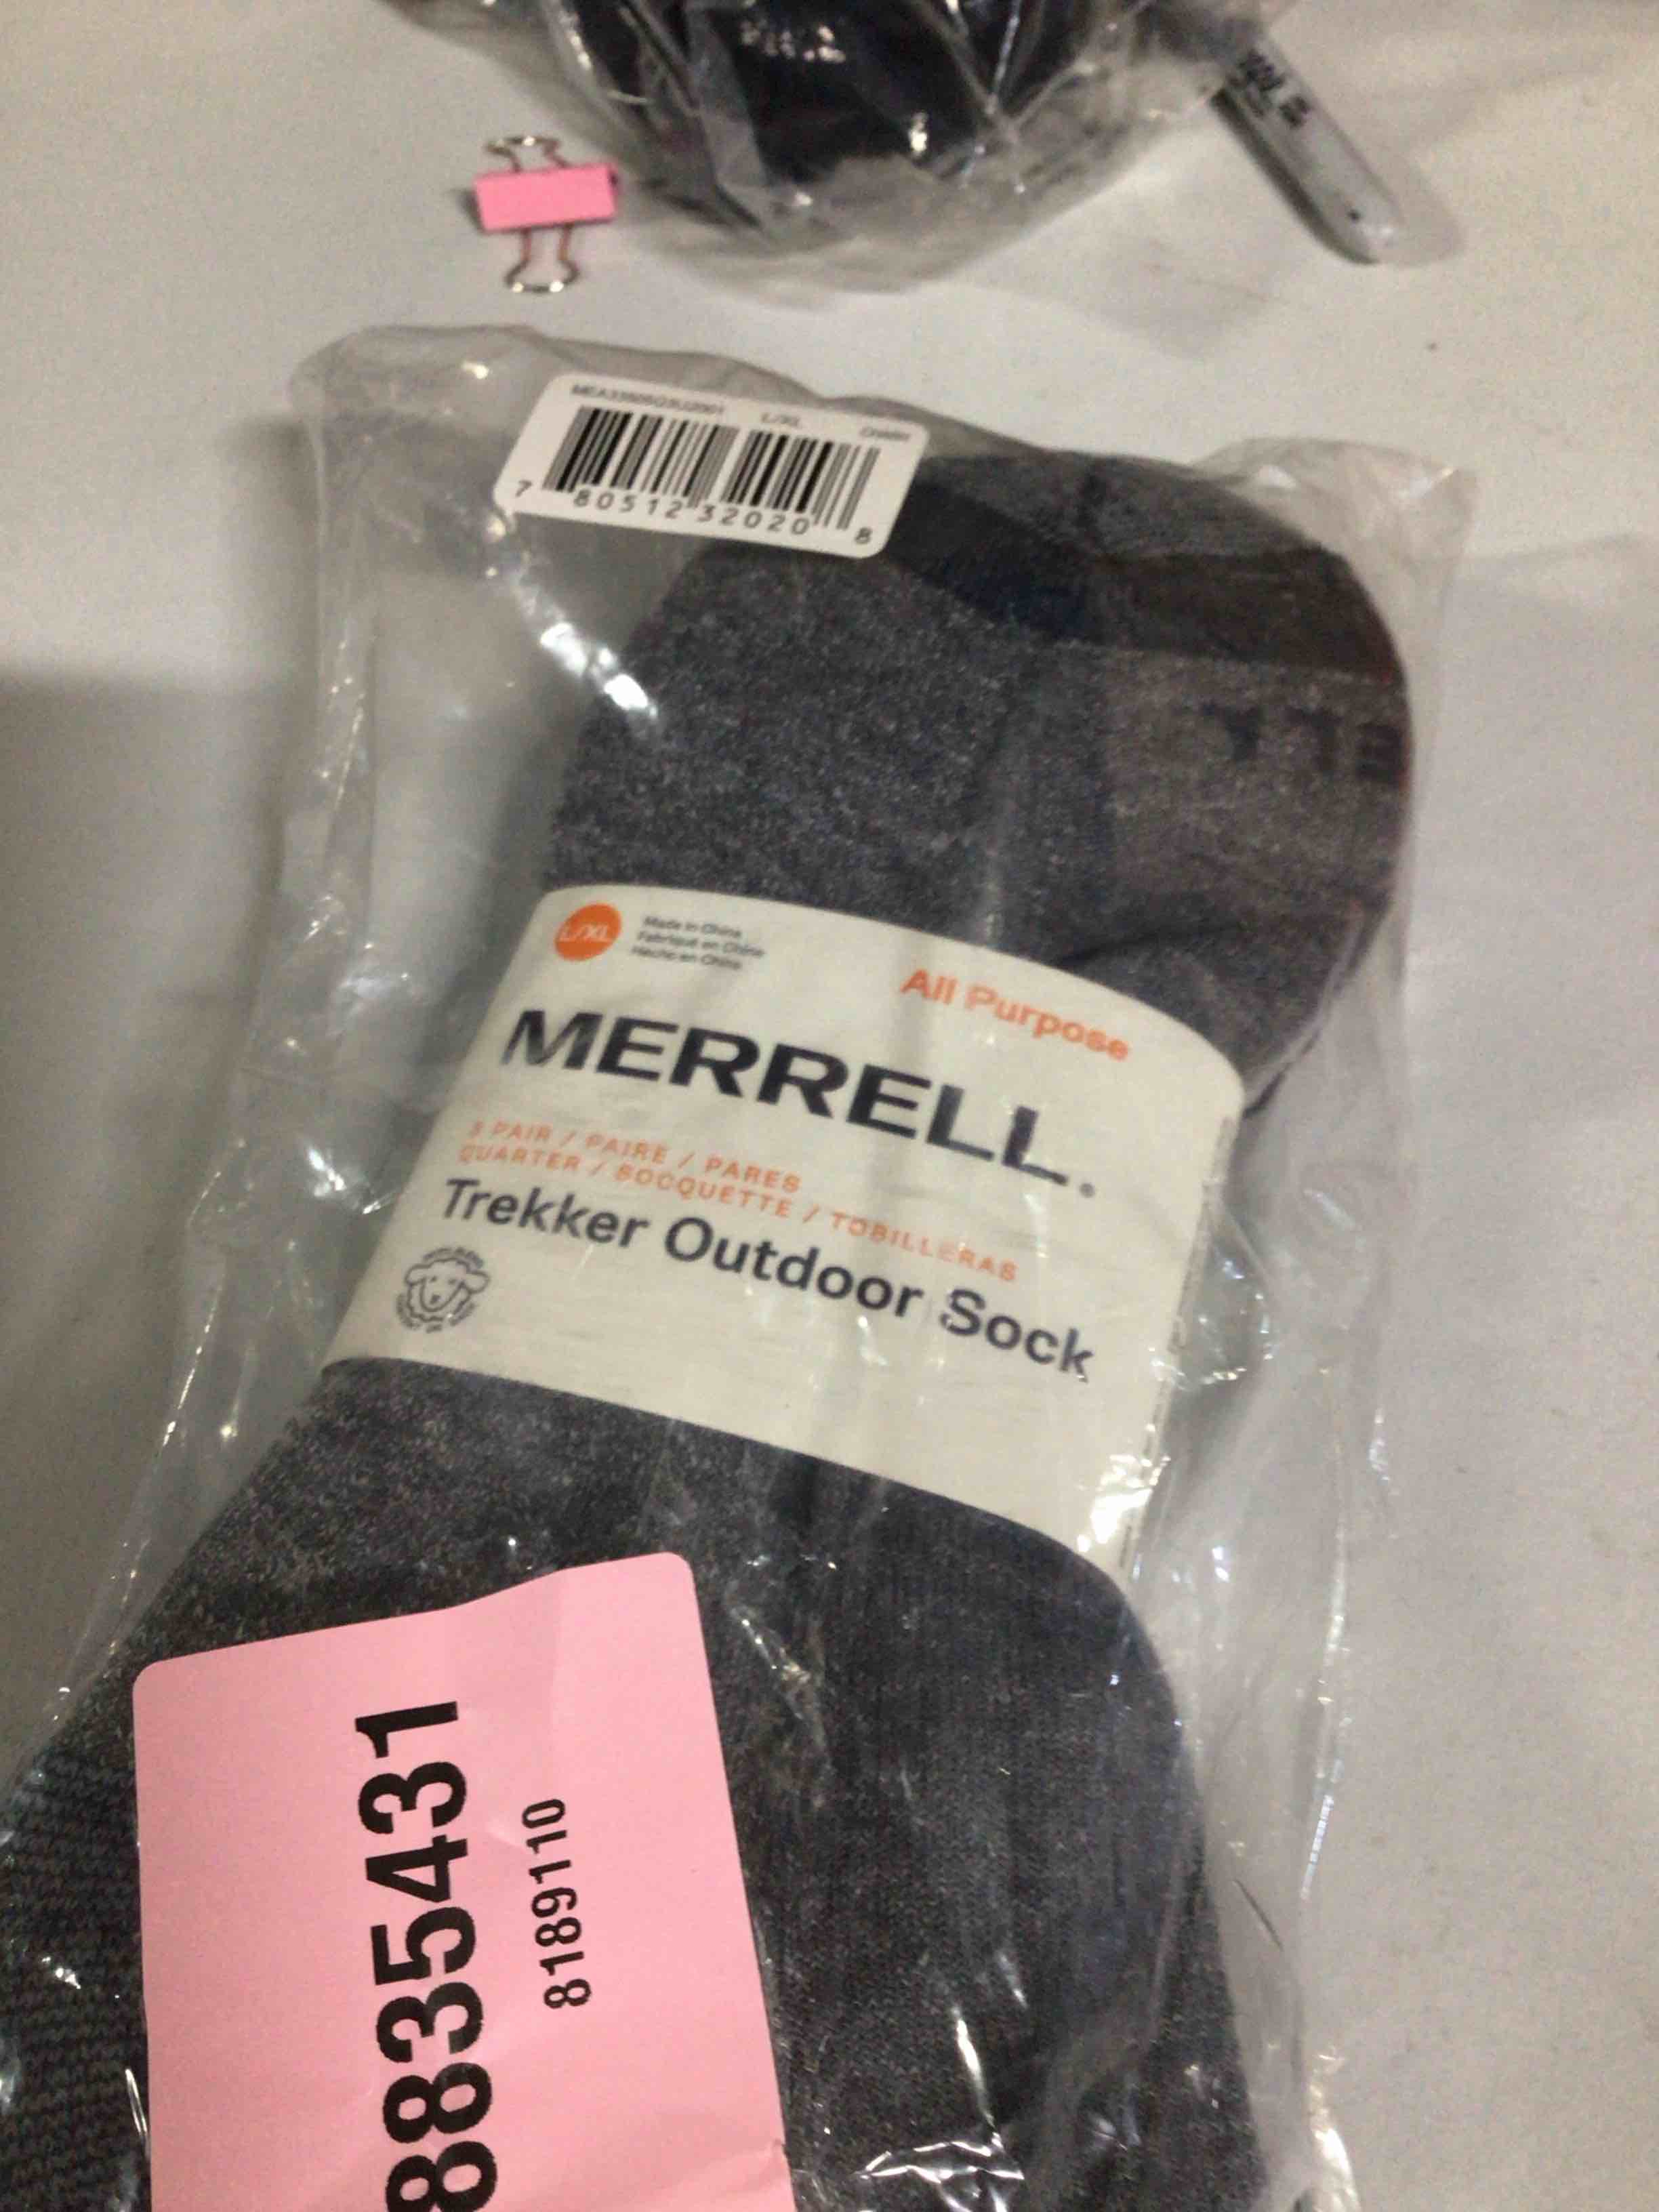 L/XL
7 80512 32020 8
L/XL
Made in China
Fabriqué en Chine
Hecho en China
All Purpose
MERRELL®
3 PAIR / PAIRE / PARES
QUARTER / SOCQUETTE / TOBILLERAS
Trekker Outdoor Sock
8835431
8189110